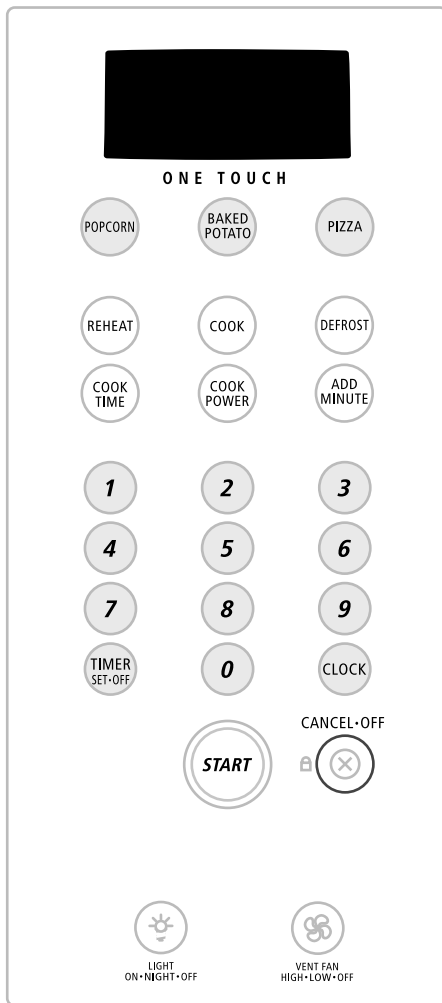 ONE TOUCH
POPCORN
BAKED
POTATO
PIZZA
REHEAT
COOK
DEFROST
COOK
TIME
COOK
POWER
ADD
MINUTE
1
2
3
4
5
6
7
8
9
TIMER
SET•OFF
0
CLOCK
CANCEL•OFF
START
LIGHT
ON•NIGHT•OFF
VENT FAN
HIGH•LOW•OFF